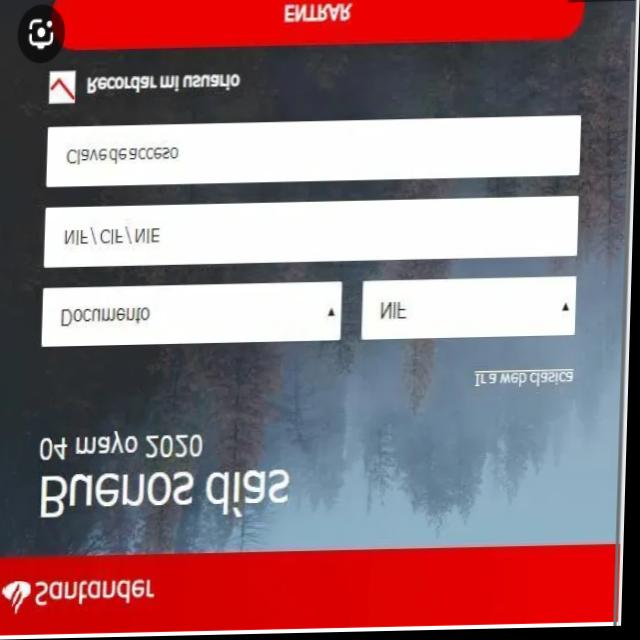 Santander
Buenos días
04 mayo 2020
Ir a web clásica
Documento NIF
NIF / CIF / NIE
Clave de acceso
Recordar mi usuario
ENTRAR